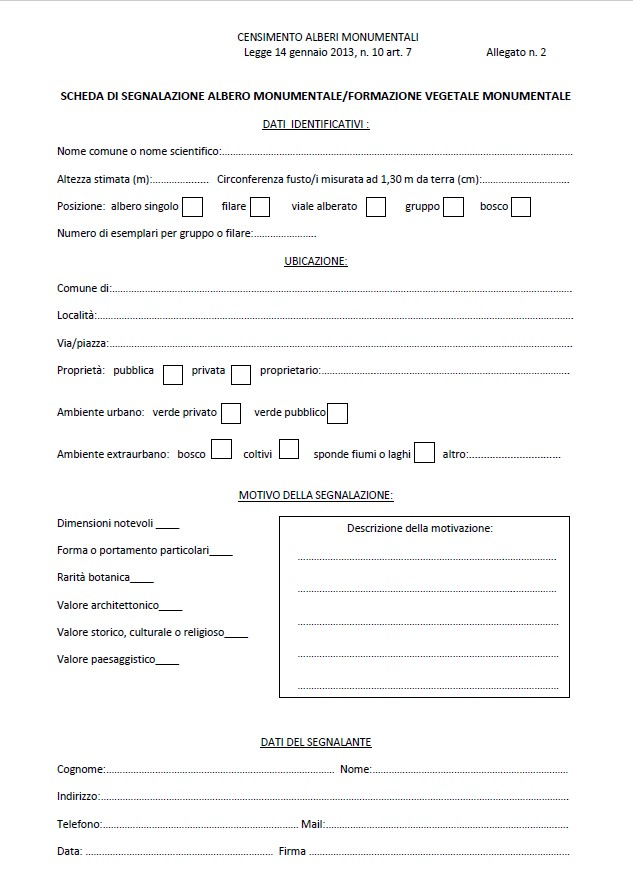 CENSIMENTO ALBERI MONUMENTALI
Legge 14 gennaio 2013, n. 10 art. 7 Allegato n. 2
SCHEDA DI SEGNALAZIONE ALBERO MONUMENTALE/FORMAZIONE VEGETALE MONUMENTALE
DATI IDENTIFICATIVI :
Nome comune o nome scientifico:
Altezza stimata (m): Circonferenza fusto/i misurata ad 1,30 m da terra (cm):
Posizione: albero singolo filare viale alberato gruppo bosco
Numero di esemplari per gruppo o filare:
UBICAZIONE:
Comune di:
Località:
Via/piazza:
Proprietà: pubblica privata proprietario:
Ambiente urbano: verde privato verde pubblico
Ambiente extraurbano: bosco coltivi sponde fiumi o laghi altro:
MOTIVO DELLA SEGNALAZIONE:
Dimensioni notevoli ____
Forma o portamento particolari____
Rarità botanica____
Valore architettonico____
Valore storico, culturale o religioso____
Valore paesaggistico____
Descrizione della motivazione:
DATI DEL SEGNALANTE
Cognome: Nome:
Indirizzo:
Telefono: Mail:
Data: Firma